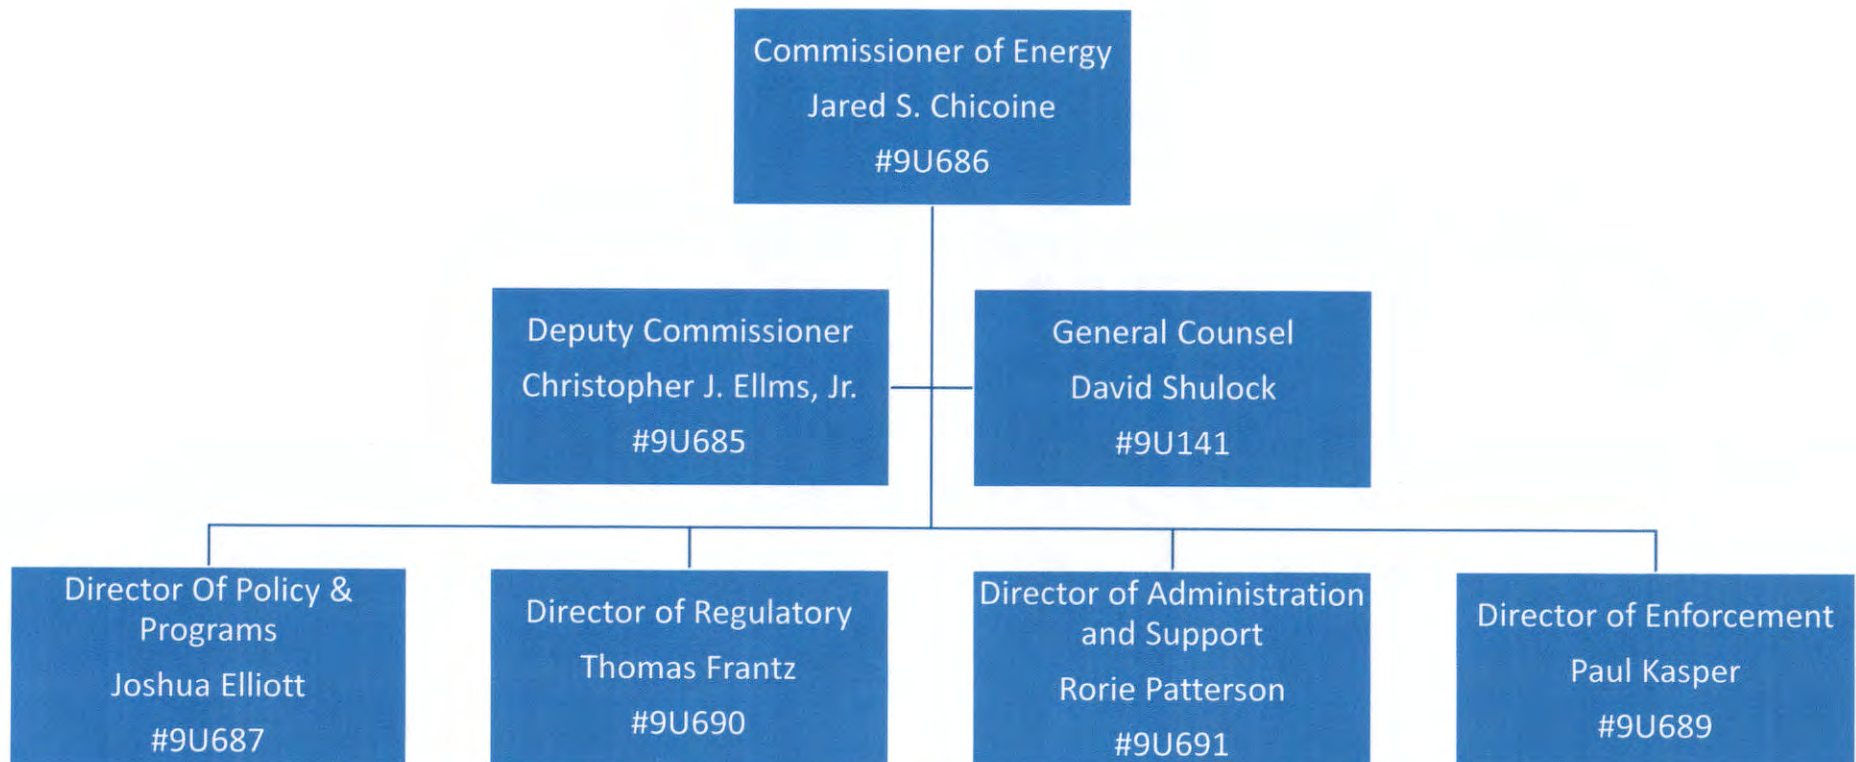 Commissioner of Energy
Jared S. Chicoine
#9U686
Deputy Commissioner
Christopher J. Ellms, Jr.
#9U685
General Counsel
David Shulock
#9U141
Director Of Policy &
Programs
Joshua Elliott
#9U687
Director of Regulatory
Thomas Frantz
#9U690
Director of Administration
and Support
Rorie Patterson
#9U691
Director of Enforcement
Paul Kasper
#9U689